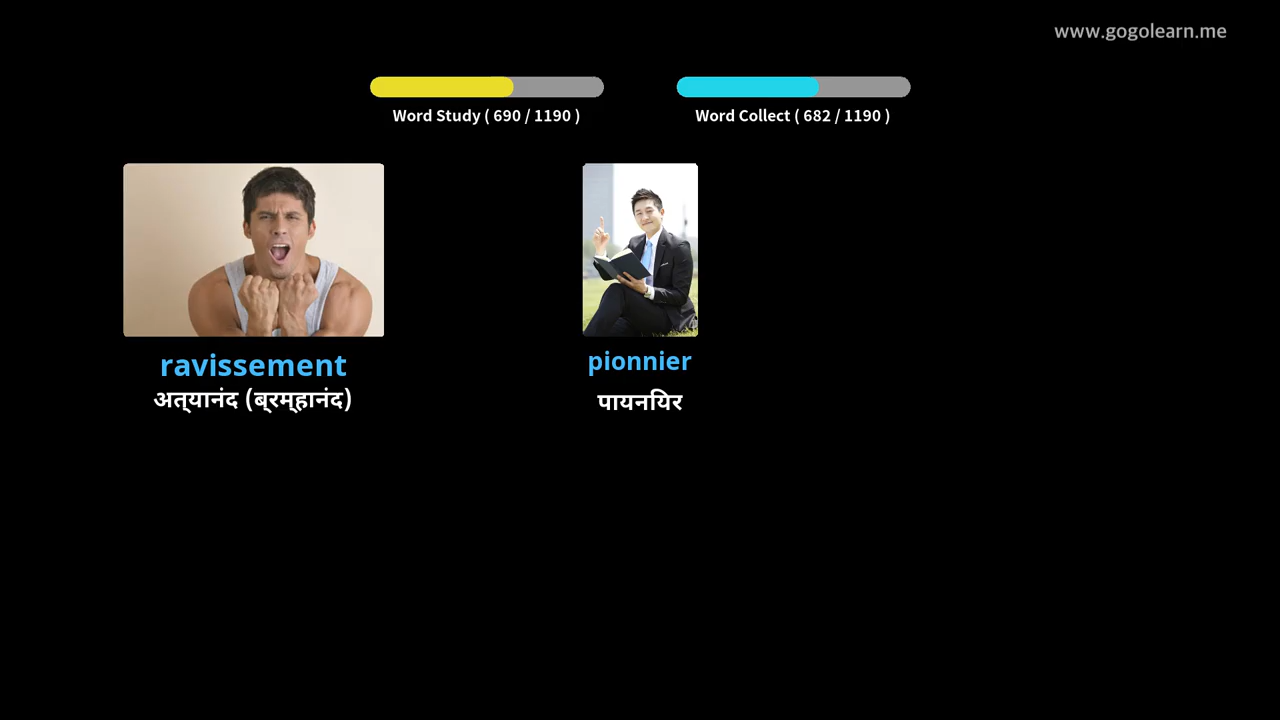 www.gogolearn.me
Word Study ( 690 / 1190 )
Word Collect ( 682 / 1190 )
ravissement
अत्यानंद (ब्रम्हानंद)
pionnier
पायनियर